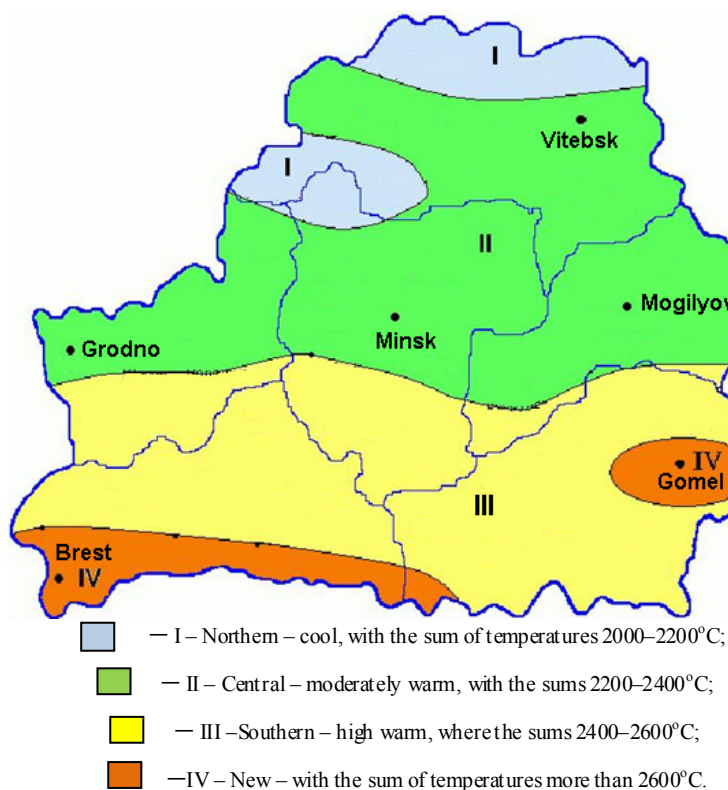 I
Vitebsk
I
II
Mogilyov
Minsk
Grodno
IV
Gomel
III
Brest
IV
— I – Northern – cool, with the sum of temperatures 2000–2200°C;
— II – Central – moderately warm, with the sums 2200–2400°C;
— III –Southern – high warm, where the sums 2400–2600°C;
—IV – New – with the sum of temperatures more than 2600°C.